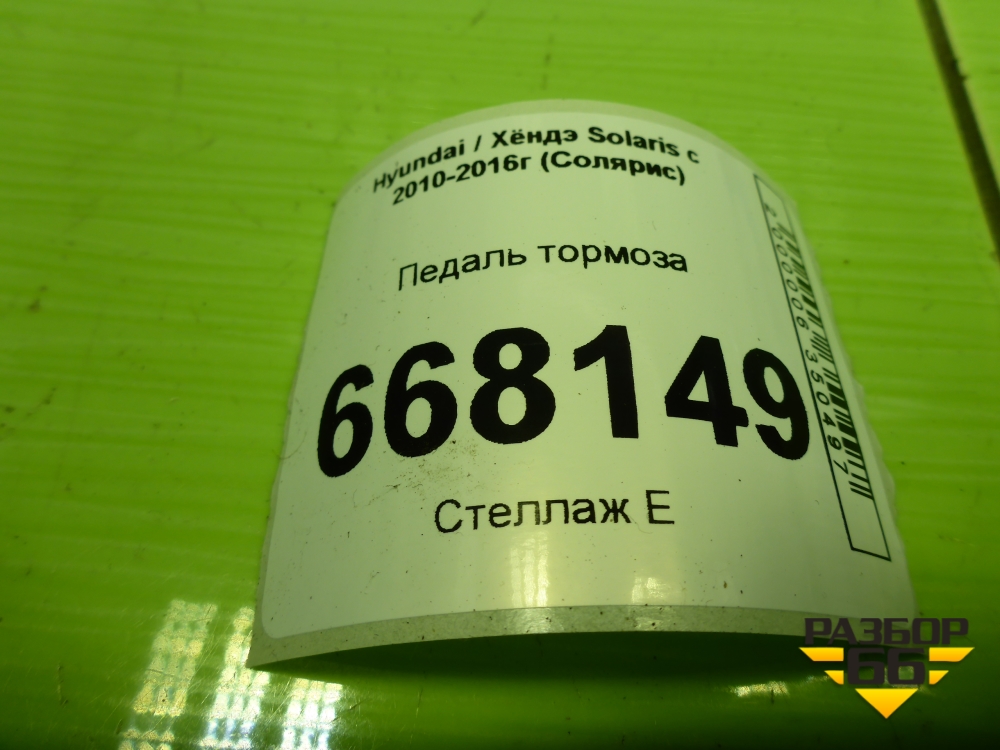 Hyundai / Хёндэ Solaris с
2010-2016г (Солярис)
Педаль тормоза
668149
Стеллаж Е
2000006350497
РАЗБОР
66